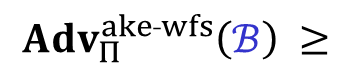 Adv_Π^ake-wfs(ℬ) ≥